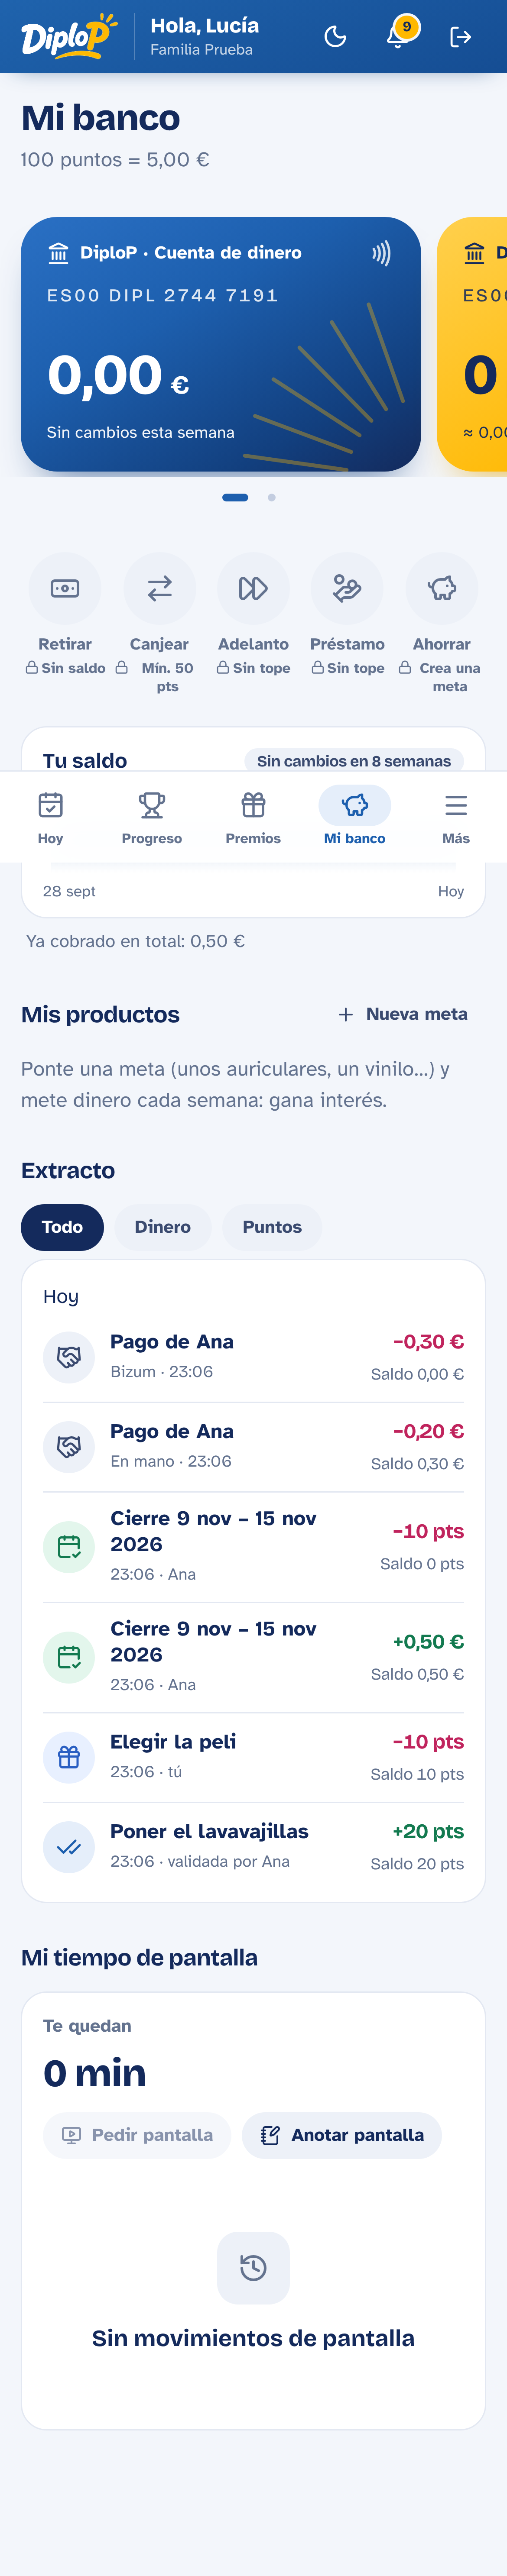 DiploP
Hola, Lucía
Familia Prueba
9
Mi banco
100 puntos = 5,00 €
DiploP · Cuenta de dinero
ES00 DIPL 2744 7191
0,00 €
Sin cambios esta semana
D
ES00
0
≈ 0,00
Retirar
Canjear
Adelanto
Préstamo
Ahorrar
Sin saldo
Mín. 50
pts
Sin tope
Sin tope
Crea una
meta
Tu saldo
Sin cambios en 8 semanas
Hoy
Progreso
Premios
Mi banco
Más
28 sept
Hoy
Ya cobrado en total: 0,50 €
Mis productos
+ Nueva meta
Ponte una meta (unos auriculares, un vinilo...) y
mete dinero cada semana: gana interés.
Extracto
Todo
Dinero
Puntos
Hoy
Pago de Ana
−0,30 €
Bizum · 23:06
Saldo 0,00 €
Pago de Ana
−0,20 €
En mano · 23:06
Saldo 0,30 €
Cierre 9 nov – 15 nov
2026
−10 pts
23:06 · Ana
Saldo 0 pts
Cierre 9 nov – 15 nov
2026
+0,50 €
23:06 · Ana
Saldo 0,50 €
Elegir la peli
−10 pts
23:06 · tú
Saldo 10 pts
Poner el lavavajillas
+20 pts
23:06 · validada por Ana
Saldo 20 pts
Mi tiempo de pantalla
Te quedan
0 min
Pedir pantalla
Anotar pantalla
Sin movimientos de pantalla